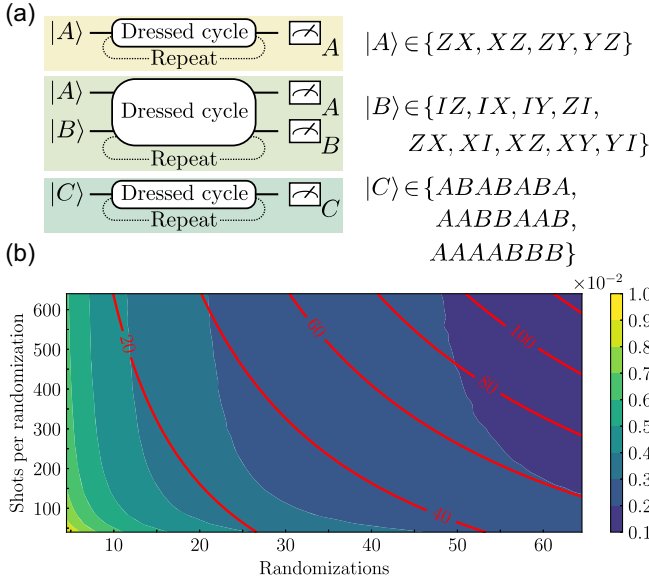 (a)
|A⟩ Dressed cycle A
Repeat
|A⟩ A
Dressed cycle
|B⟩ B
Repeat
|C⟩ Dressed cycle C
Repeat
|A⟩ ∈ {ZX, XZ, ZY, YZ}
|B⟩ ∈ {IZ, IX, IY, ZI,
ZX, XI, XZ, XY, YI}
|C⟩ ∈ {ABABABA,
AABBAAB,
AAAABBB}
(b)
×10⁻²
Shots per randomization
600
500
400
300
200
100
20
60
80
100
40
1.0
0.9
0.8
0.7
0.6
0.5
0.4
0.3
0.2
0.1
10 20 30 40 50 60
Randomizations